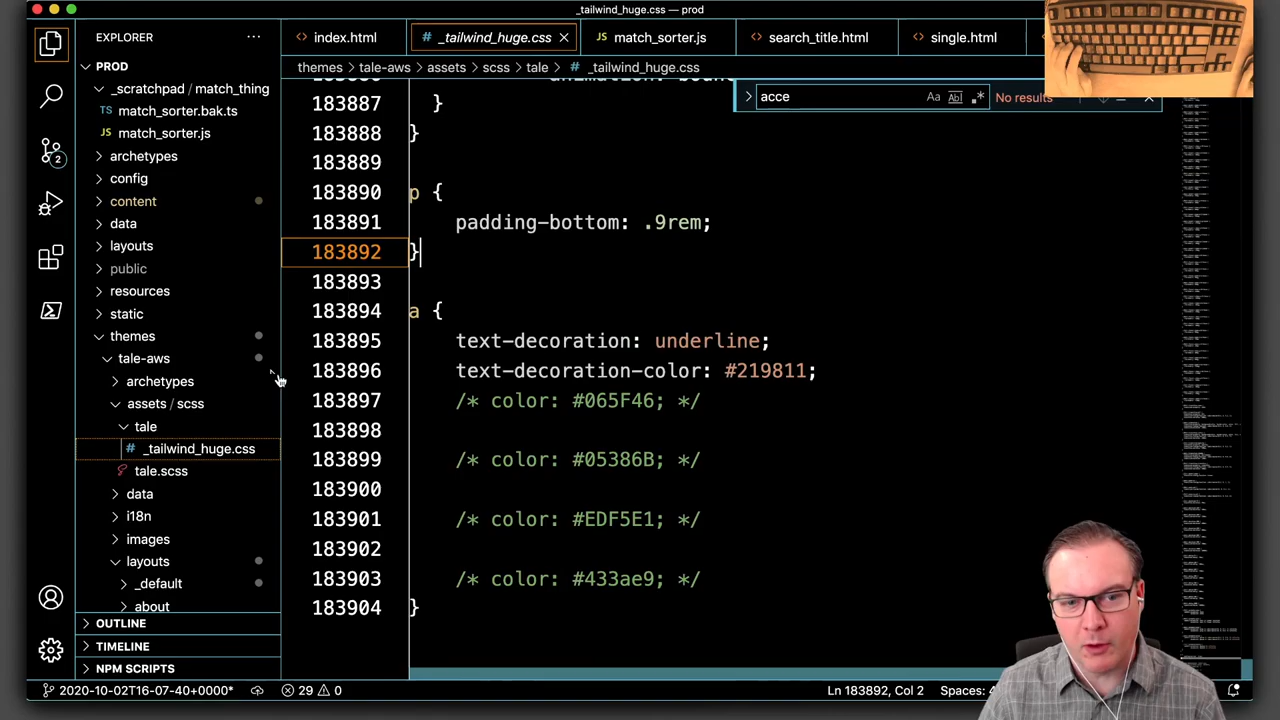 _tailwind_huge.css — prod
EXPLORER
index.html
_tailwind_huge.css
match_sorter.js
search_title.html
single.html
themes > tale-aws > assets > scss > tale > # _tailwind_huge.css
acce
Aa
No results
PROD
_scratchpad / match_thing
TS match_sorter.bak.ts
JS match_sorter.js
archetypes
config
content
data
layouts
public
resources
static
themes
tale-aws
archetypes
assets / scss
tale
# _tailwind_huge.css
tale.scss
data
i18n
images
layouts
_default
about
OUTLINE
TIMELINE
NPM SCRIPTS
183887 }
183888 }
183889
183890 p {
183891 padding-bottom: .9rem;
183892 }
183893
183894 a {
183895 text-decoration: underline;
183896 text-decoration-color: #219811;
183897 /* color: #065F46; */
183898
183899 /* color: #05386B; */
183900
183901 /* Color: #EDF5E1; */
183902
183903 /* color: #433ae9; */
183904 }
2
2020-10-02T16-07-40+0000*
29
0
Ln 183892, Col 2